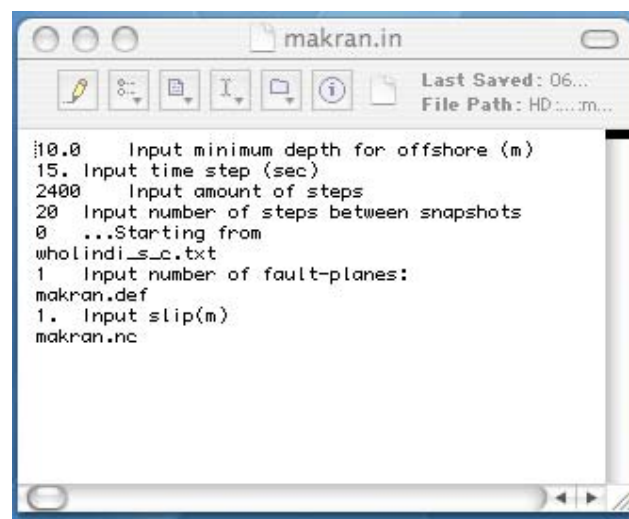 makran.in
Last Saved: 06...
File Path: HD:...:m...
10.0 Input minimum depth for offshore (m)
15. Input time step (sec)
2400 Input amount of steps
20 Input number of steps between snapshots
0 ...Starting from
wholindi_s_c.txt
1 Input number of fault-planes:
makran.def
1. Input slip(m)
makran.nc